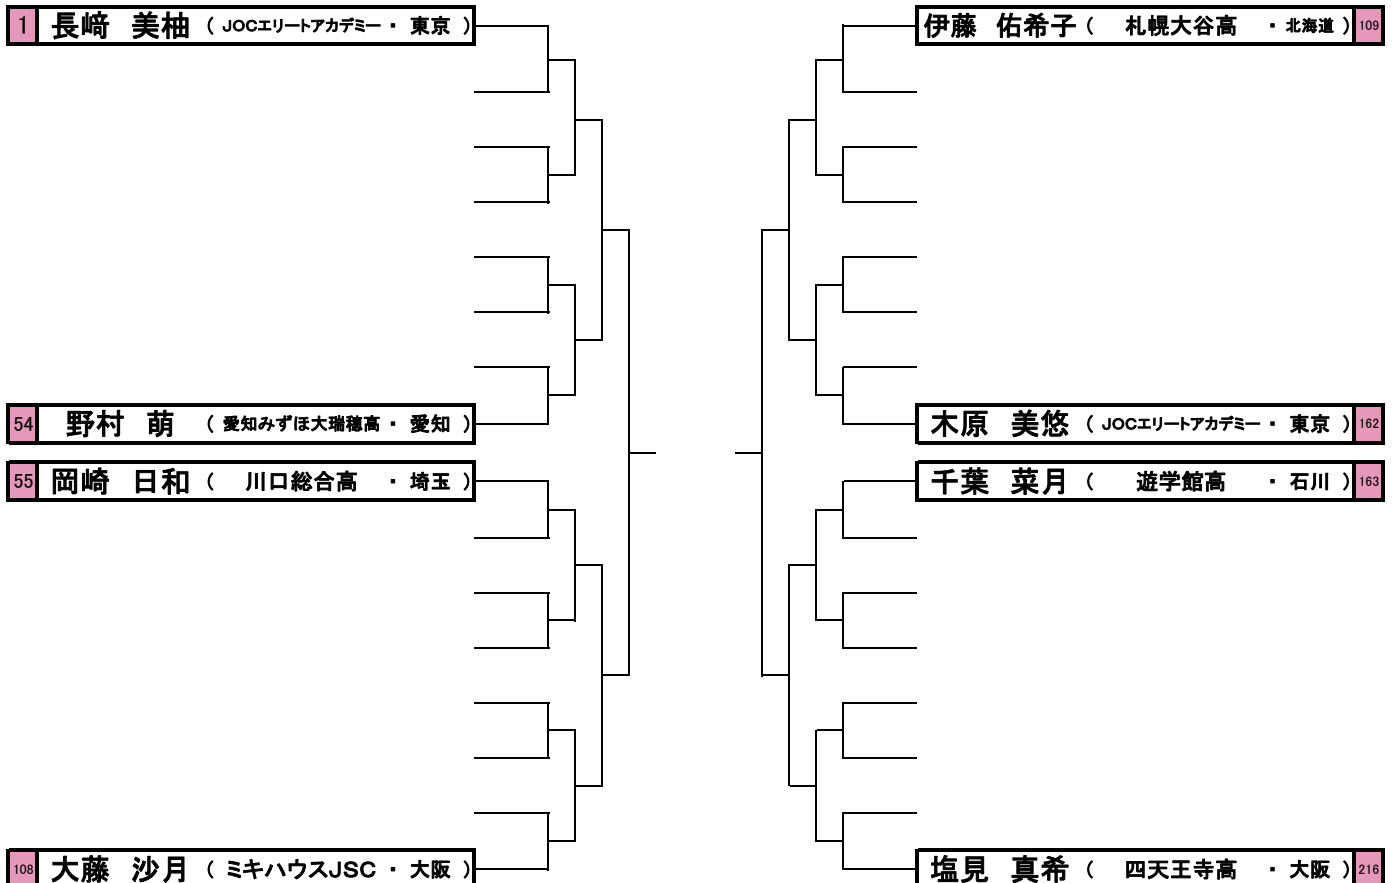 1 長﨑 美柚 ( JOCエリートアカデミー ・ 東京 )
54 野村 萌 ( 愛知みずほ大瑞穂高 ・ 愛知 )
55 岡崎 日和 ( 川口総合高 ・ 埼玉 )
108 大藤 沙月 ( ミキハウスJSC ・ 大阪 )
伊藤 佑希子 ( 札幌大谷高 ・ 北海道 ) 109
木原 美悠 ( JOCエリートアカデミー ・ 東京 ) 162
千葉 菜月 ( 遊学館高 ・ 石川 ) 163
塩見 真希 ( 四天王寺高 ・ 大阪 ) 216